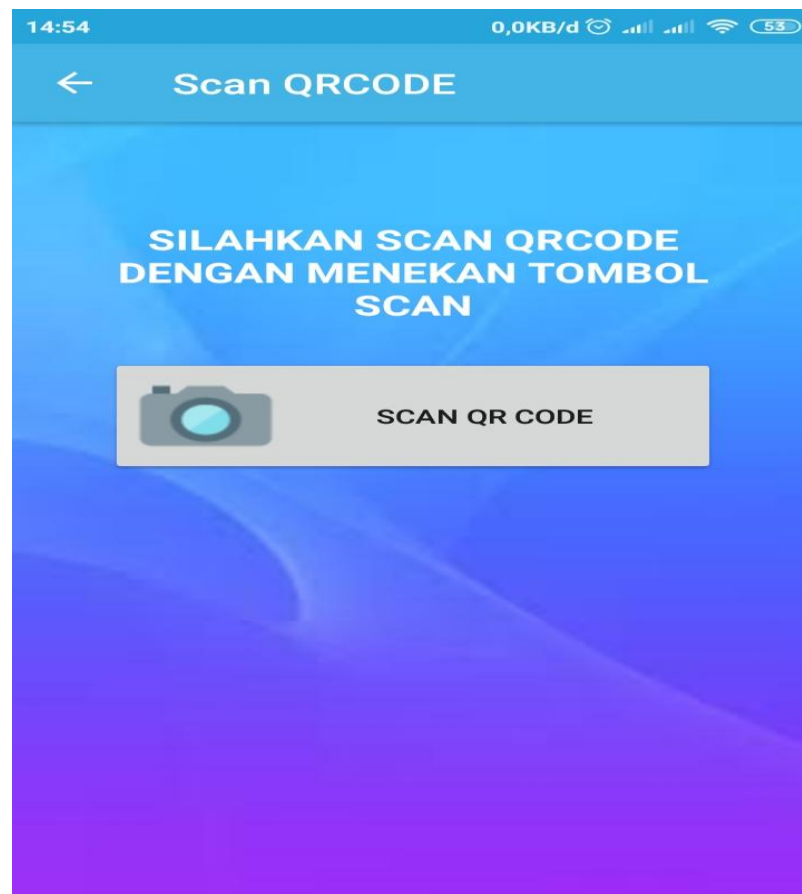 14:54 0,0KB/d 53
Scan QRCODE
SILAHKAN SCAN QRCODE
DENGAN MENEKAN TOMBOL
SCAN
SCAN QR CODE